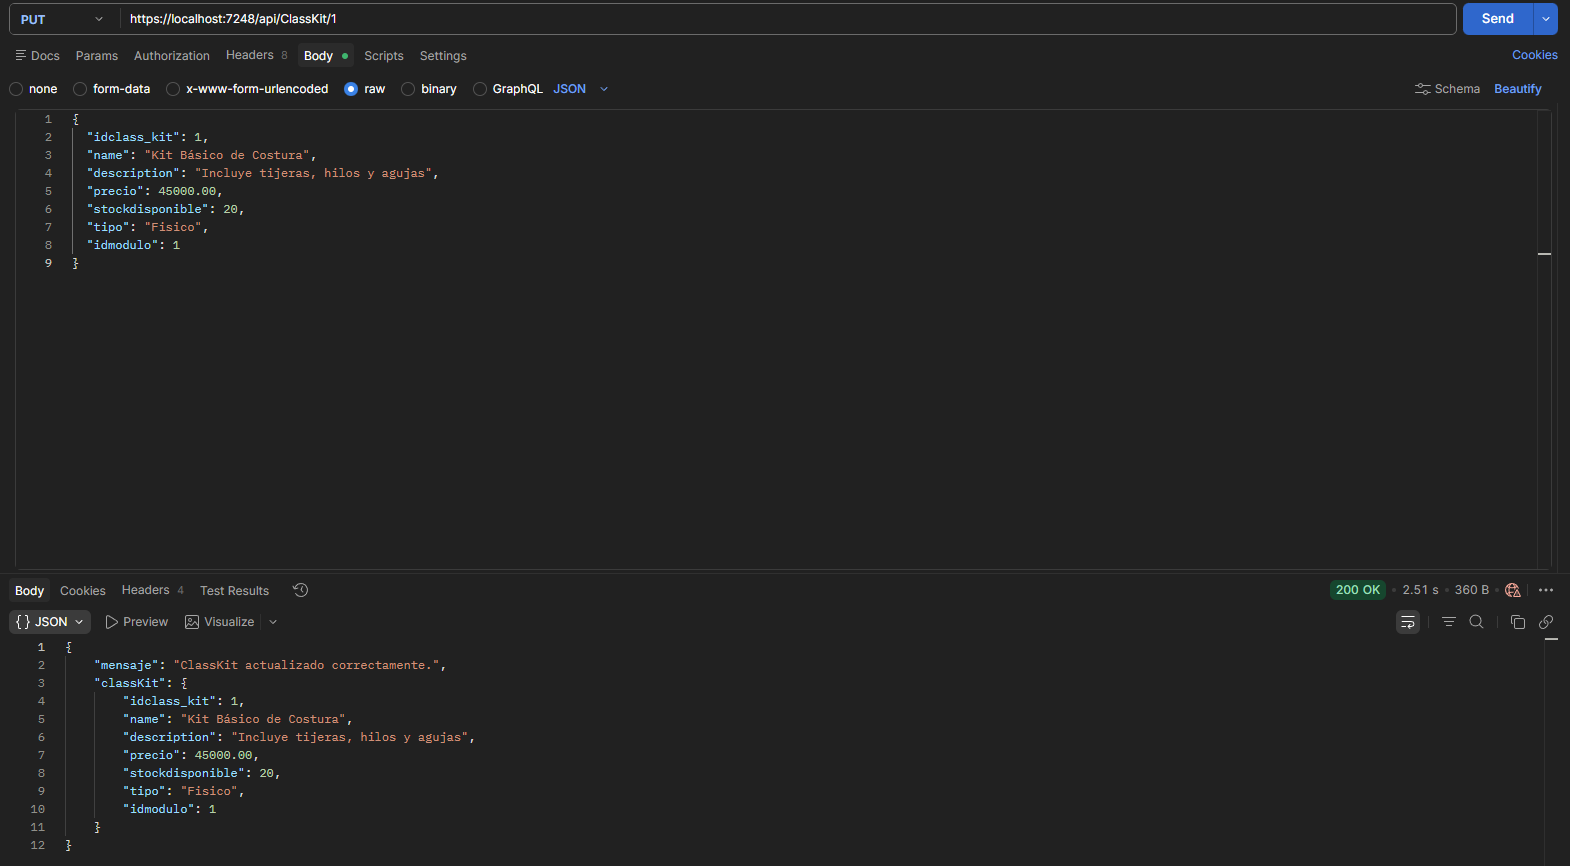 PUT https://localhost:7248/api/ClassKit/1 Send
Docs Params Authorization Headers 8 Body Scripts Settings Cookies
none form-data x-www-form-urlencoded raw binary GraphQL JSON Schema Beautify
1 {
2 "idclass_kit": 1,
3 "name": "Kit Básico de Costura",
4 "description": "Incluye tijeras, hilos y agujas",
5 "precio": 45000.00,
6 "stockdisponible": 20,
7 "tipo": "Fisico",
8 "idmodulo": 1
9 }
Body Cookies Headers 4 Test Results 200 OK • 2.51 s • 360 B •
{} JSON Preview Visualize
1 {
2 "mensaje": "ClassKit actualizado correctamente.",
3 "classKit": {
4 "idclass_kit": 1,
5 "name": "Kit Básico de Costura",
6 "description": "Incluye tijeras, hilos y agujas",
7 "precio": 45000.00,
8 "stockdisponible": 20,
9 "tipo": "Fisico",
10 "idmodulo": 1
11 }
12 }